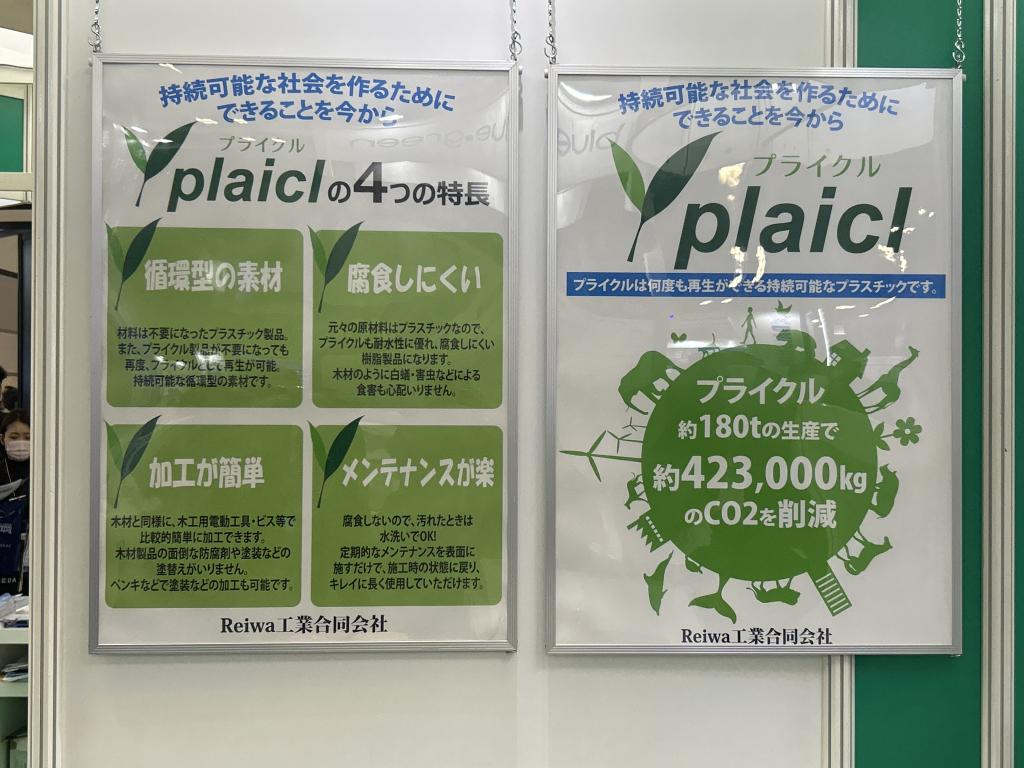 持続可能な社会を作るために
できることを今から
プライクル
plaiclの4つの特長
循環型の素材
材料は不要になったプラスチック製品。
また、プライクル製品が不要になっても
再度、プライクルとして再生が可能。
持続可能な循環型の素材です。
腐食しにくい
元々の原材料はプラスチックなので、
プライクルも耐水性に優れ、腐食しにくい
樹脂製品になります。
木材のように白蟻・害虫などによる
食害も心配いりません。
加工が簡単
木材と同様に、木工用電動工具・ビス等で
比較的簡単に加工できます。
木材製品の面倒な防腐剤や塗装などの
塗替えがいりません。
ペンキなどで塗装などの加工も可能です。
メンテナンスが楽
腐食しないので、汚れたときは
水洗いでOK!
定期的なメンテナンスを表面に
施すだけで、施工時の状態に戻り、
キレイに長く使用していただけます。
Reiwa工業合同会社
持続可能な社会を作るために
できることを今から
プライクル
plaicl
プライクルは何度も再生ができる持続可能なプラスチックです。
プライクル
約180tの生産で
約423,000kg
のCO2を削減
Reiwa工業合同会社